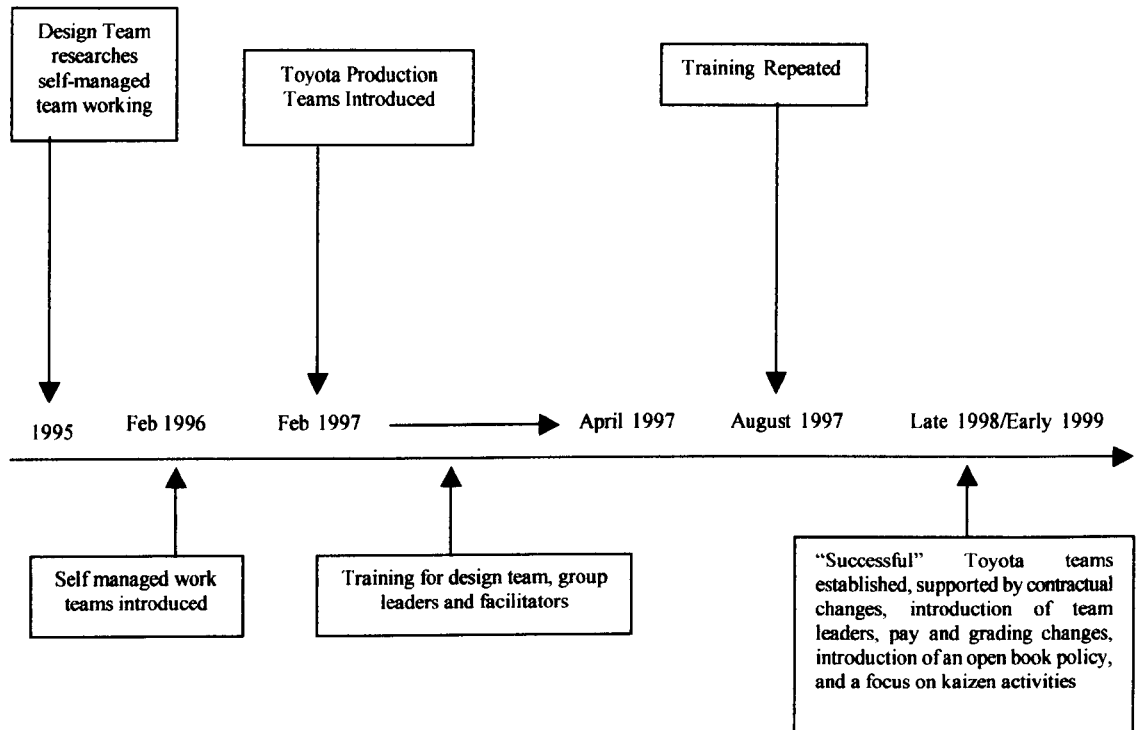 Design Team
researches
self-managed
team working
Toyota Production
Teams Introduced
Training Repeated
1995
Feb 1996
Feb 1997
April 1997
August 1997
Late 1998/Early 1999
Self managed work
teams introduced
Training for design team, group
leaders and facilitators
“Successful” Toyota teams
established, supported by contractual
changes, introduction of team
leaders, pay and grading changes,
introduction of an open book policy,
and a focus on kaizen activities